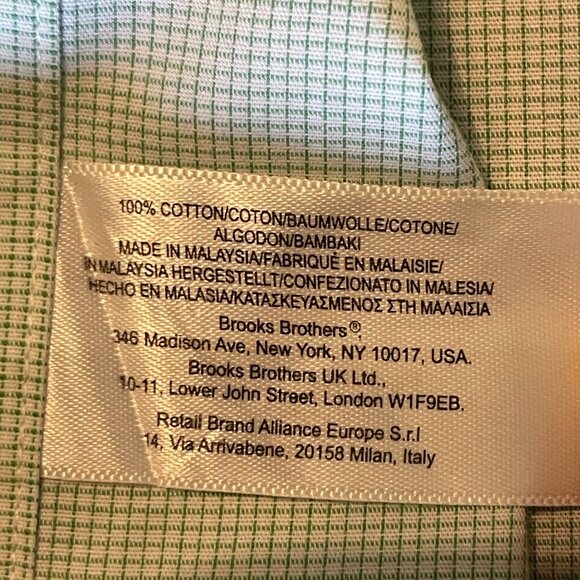 100% COTTON/COTON/BAUMWOLLE/COTONE/
ALGODON/BAMBAKI
MADE IN MALAYSIA/FABRIQUÉ EN MALAISIE/
IN MALAYSIA HERGESTELLT/CONFEZIONATO IN MALESIA/
HECHO EN MALASIA/ΚΑΤΑΣΚΕΥΑΣΜΕΝΟΣ ΣΤΗ ΜΑΛΑΙΣΙΑ
Brooks Brothers®,
346 Madison Ave, New York, NY 10017, USA.
Brooks Brothers UK Ltd.,
10-11, Lower John Street, London W1F9EB.
Retail Brand Alliance Europe S.r.l
14, Via Arrivabene, 20158 Milan, Italy